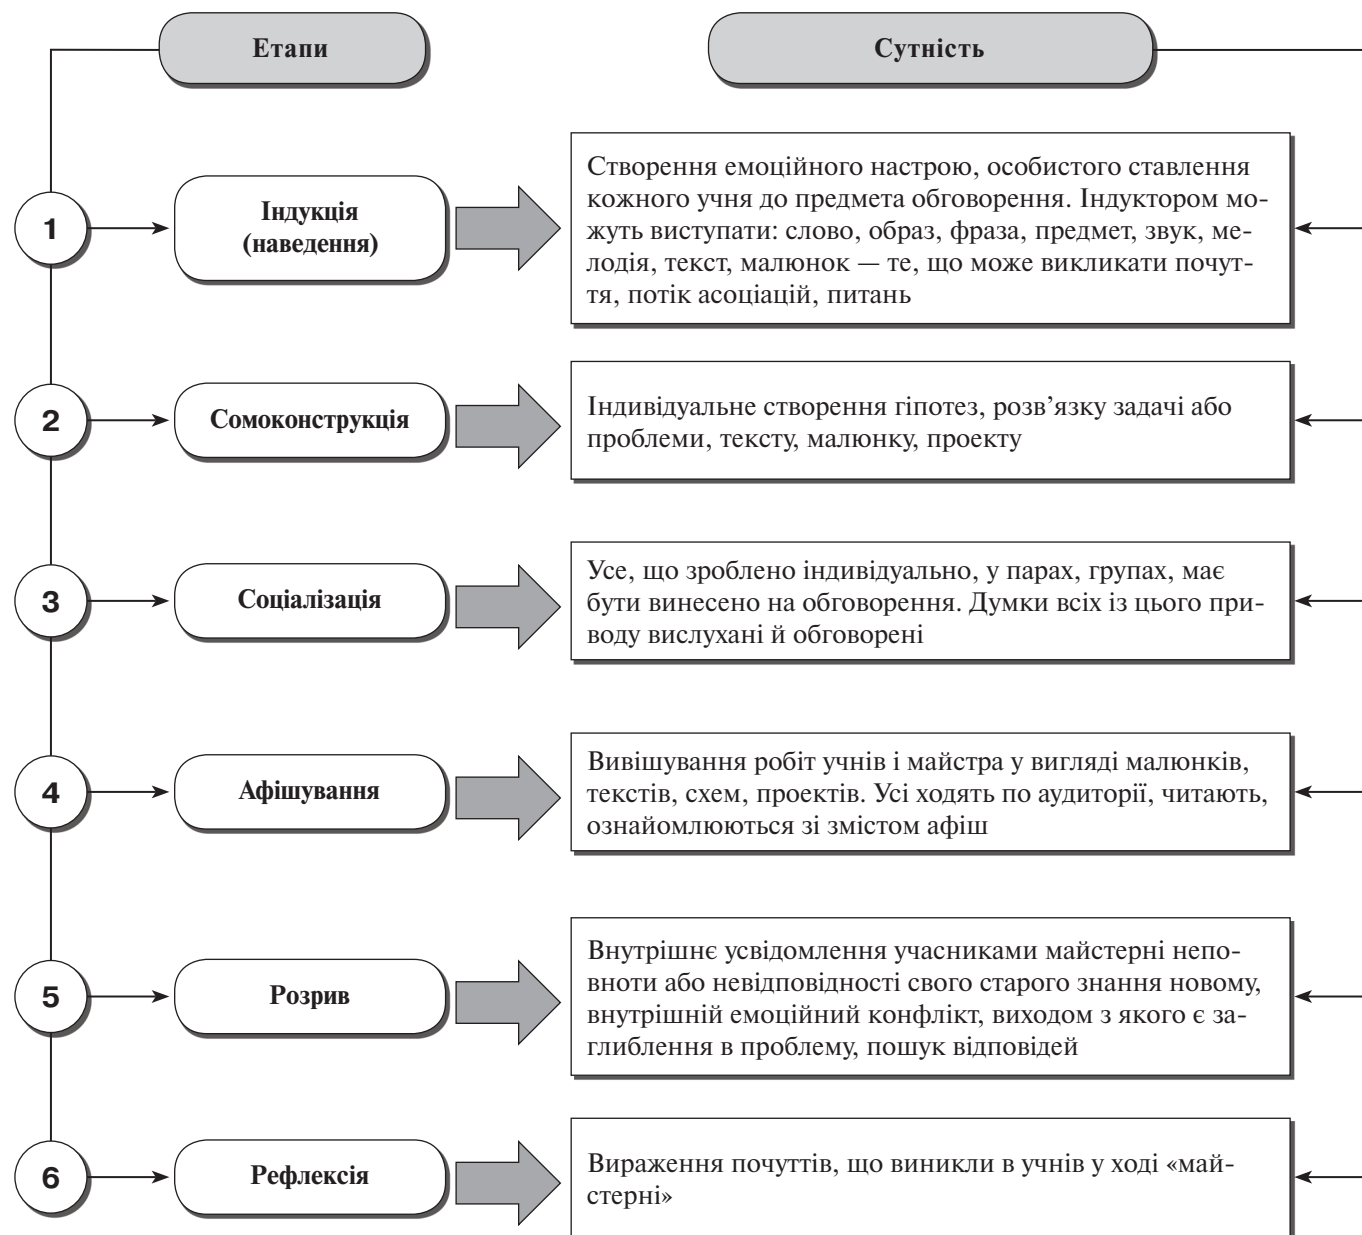 Етапи
Сутність
1
Індукція
(наведення)
Створення емоційного настрою, особистого ставлення
кожного учня до предмета обговорення. Індуктором мо-
жуть виступати: слово, образ, фраза, предмет, звук, ме-
лодія, текст, малюнок — те, що може викликати почут-
тя, потік асоціацій, питань
2
Сомоконструкція
Індивідуальне створення гіпотез, розв’язку задачі або
проблеми, тексту, малюнку, проекту
3
Соціалізація
Усе, що зроблено індивідуально, у парах, групах, має
бути винесено на обговорення. Думки всіх із цього при-
воду вислухані й обговорені
4
Афішування
Вивішування робіт учнів і майстра у вигляді малюнків,
текстів, схем, проектів. Усі ходять по аудиторії, читають,
ознайомлюються зі змістом афіш
5
Розрив
Внутрішнє усвідомлення учасниками майстерні непо-
вноти або невідповідності свого старого знання новому,
внутрішній емоційний конфлікт, виходом з якого є за-
глиблення в проблему, пошук відповідей
6
Рефлексія
Вираження почуттів, що виникли в учнів у ході «май-
стерні»